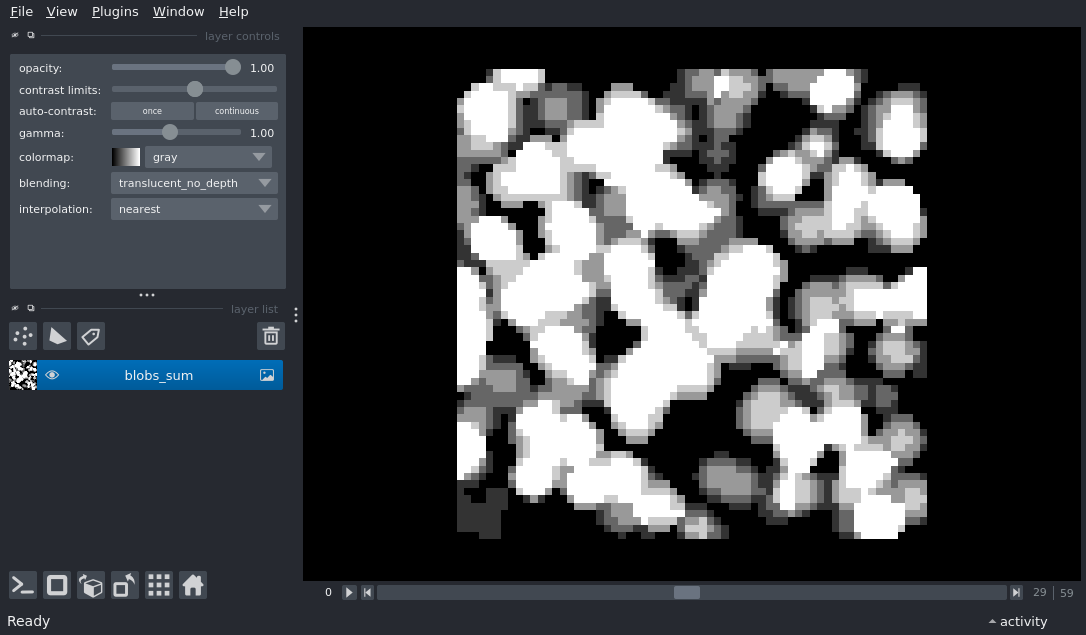 File View Plugins Window Help
layer controls
opacity: 1.00
contrast limits:
auto-contrast: once continuous
gamma: 1.00
colormap: gray
blending: translucent_no_depth
interpolation: nearest
layer list
blobs_sum
0 29 59
Ready activity